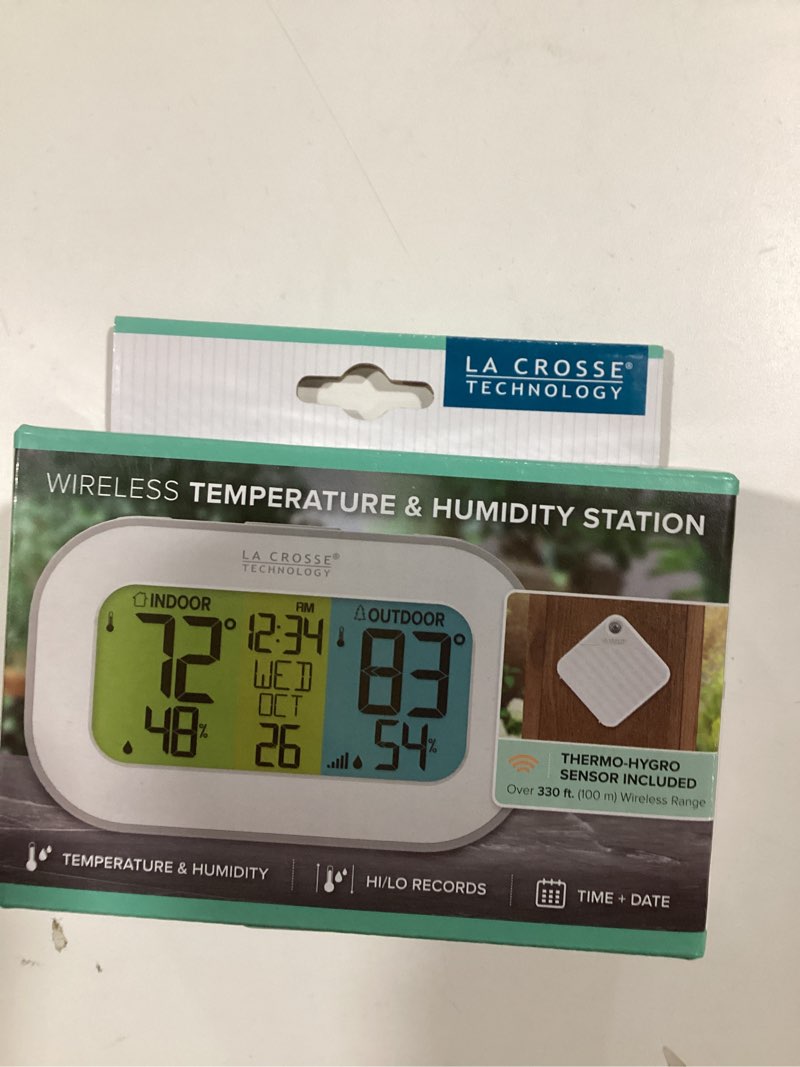 LA CROSSE®
TECHNOLOGY
WIRELESS TEMPERATURE & HUMIDITY STATION
LA CROSSE®
TECHNOLOGY
INDOOR
72°
48%
AM
12:34
WED
OCT
26
OUTDOOR
83°
54%
THERMO-HYGRO
SENSOR INCLUDED
Over 330 ft. (100 m) Wireless Range
TEMPERATURE & HUMIDITY
HI/LO RECORDS
TIME + DATE